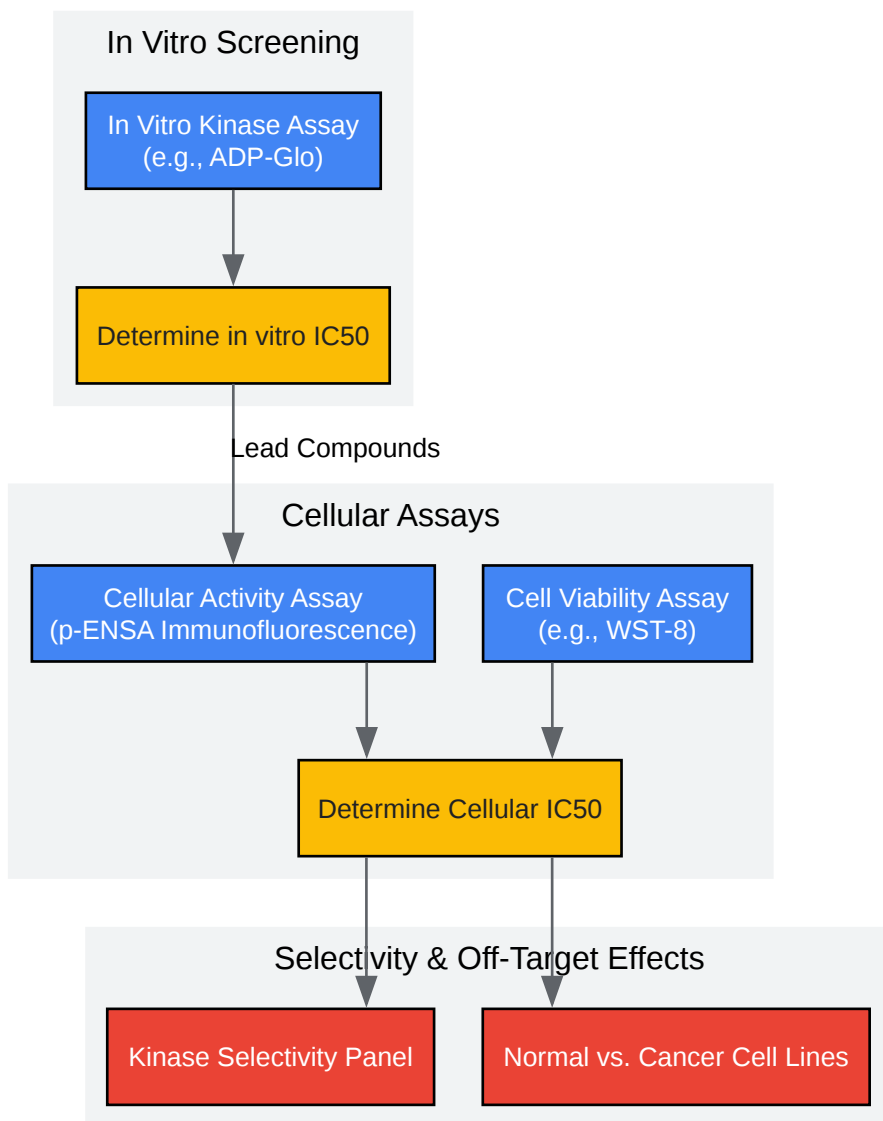 In Vitro Screening
In Vitro Kinase Assay
(e.g., ADP-Glo)
Determine in vitro IC50
Lead Compounds
Cellular Assays
Cellular Activity Assay
(p-ENSA Immunofluorescence)
Cell Viability Assay
(e.g., WST-8)
Determine Cellular IC50
Selectivity & Off-Target Effects
Kinase Selectivity Panel
Normal vs. Cancer Cell Lines